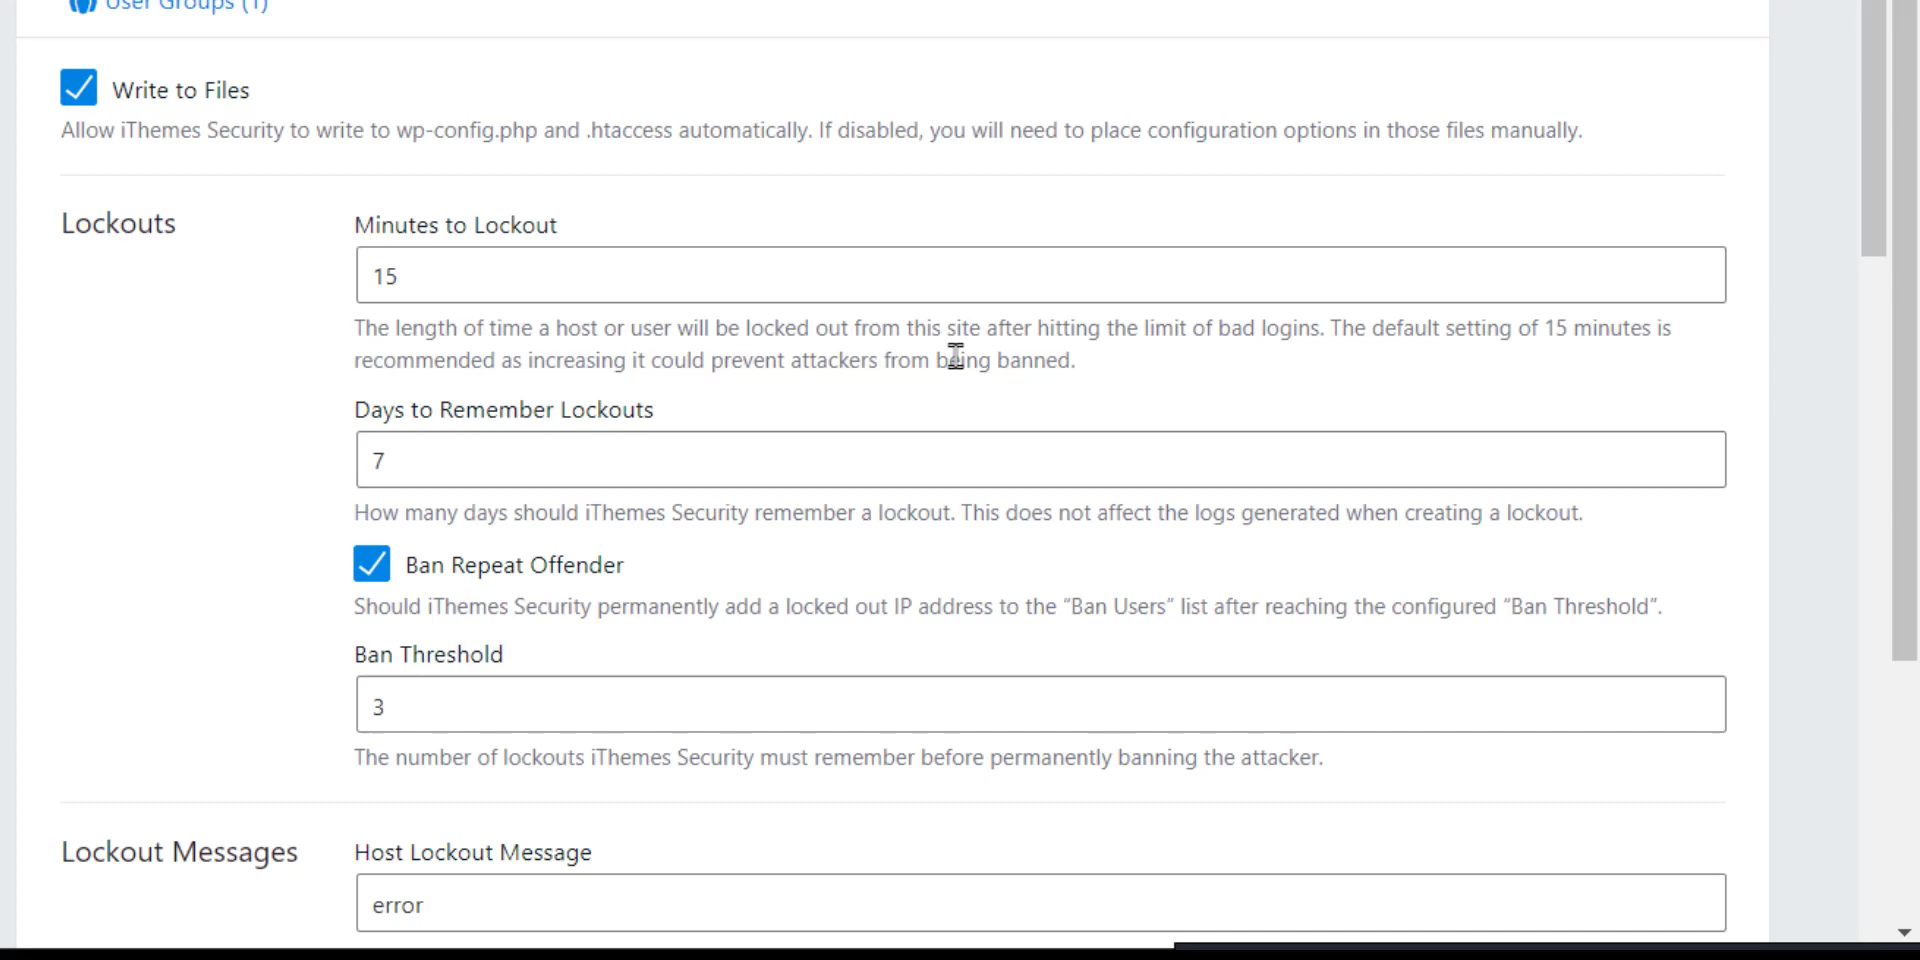 User Groups (1)
Write to Files
Allow iThemes Security to write to wp-config.php and .htaccess automatically. If disabled, you will need to place configuration options in those files manually.
Lockouts
Minutes to Lockout
15
The length of time a host or user will be locked out from this site after hitting the limit of bad logins. The default setting of 15 minutes is
recommended as increasing it could prevent attackers from being banned.
Days to Remember Lockouts
7
How many days should iThemes Security remember a lockout. This does not affect the logs generated when creating a lockout.
Ban Repeat Offender
Should iThemes Security permanently add a locked out IP address to the “Ban Users” list after reaching the configured “Ban Threshold”.
Ban Threshold
3
The number of lockouts iThemes Security must remember before permanently banning the attacker.
Lockout Messages
Host Lockout Message
error